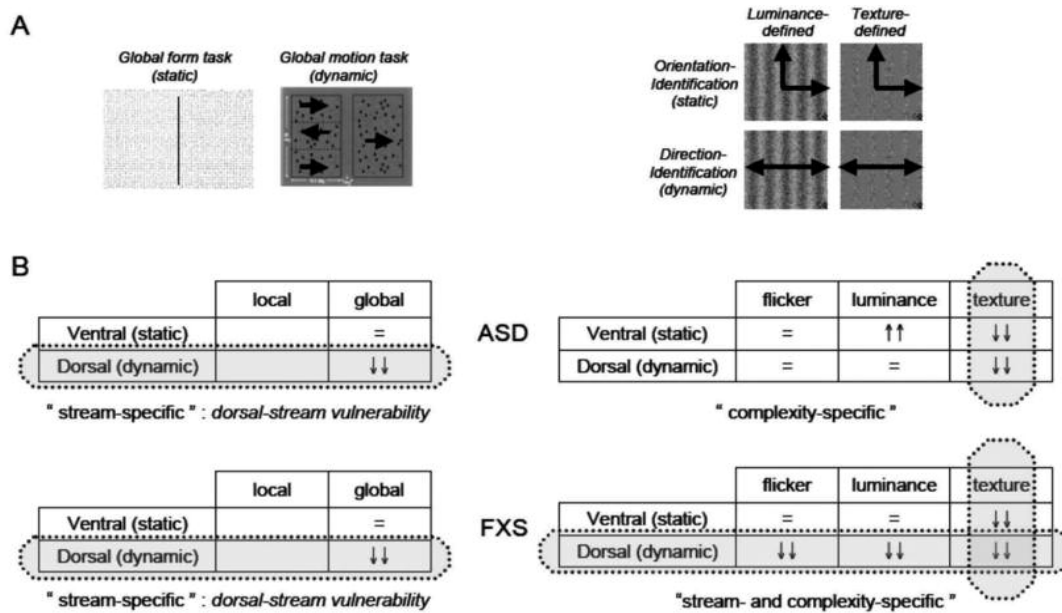 A
Global form task
(static)
Global motion task
(dynamic)
Luminance-
defined
Texture-
defined
Orientation-
Identification
(static)
Direction-
Identification
(dynamic)
B
local global
Ventral (static) =
Dorsal (dynamic) ↓↓
" stream-specific " : dorsal-stream vulnerability
ASD
flicker luminance texture
Ventral (static) = ↑↑ ↓↓
Dorsal (dynamic) = = ↓↓
" complexity-specific "
local global
Ventral (static) =
Dorsal (dynamic) ↓↓
" stream-specific " : dorsal-stream vulnerability
FXS
flicker luminance texture
Ventral (static) = = ↓↓
Dorsal (dynamic) ↓↓ ↓↓ ↓↓
"stream- and complexity-specific "